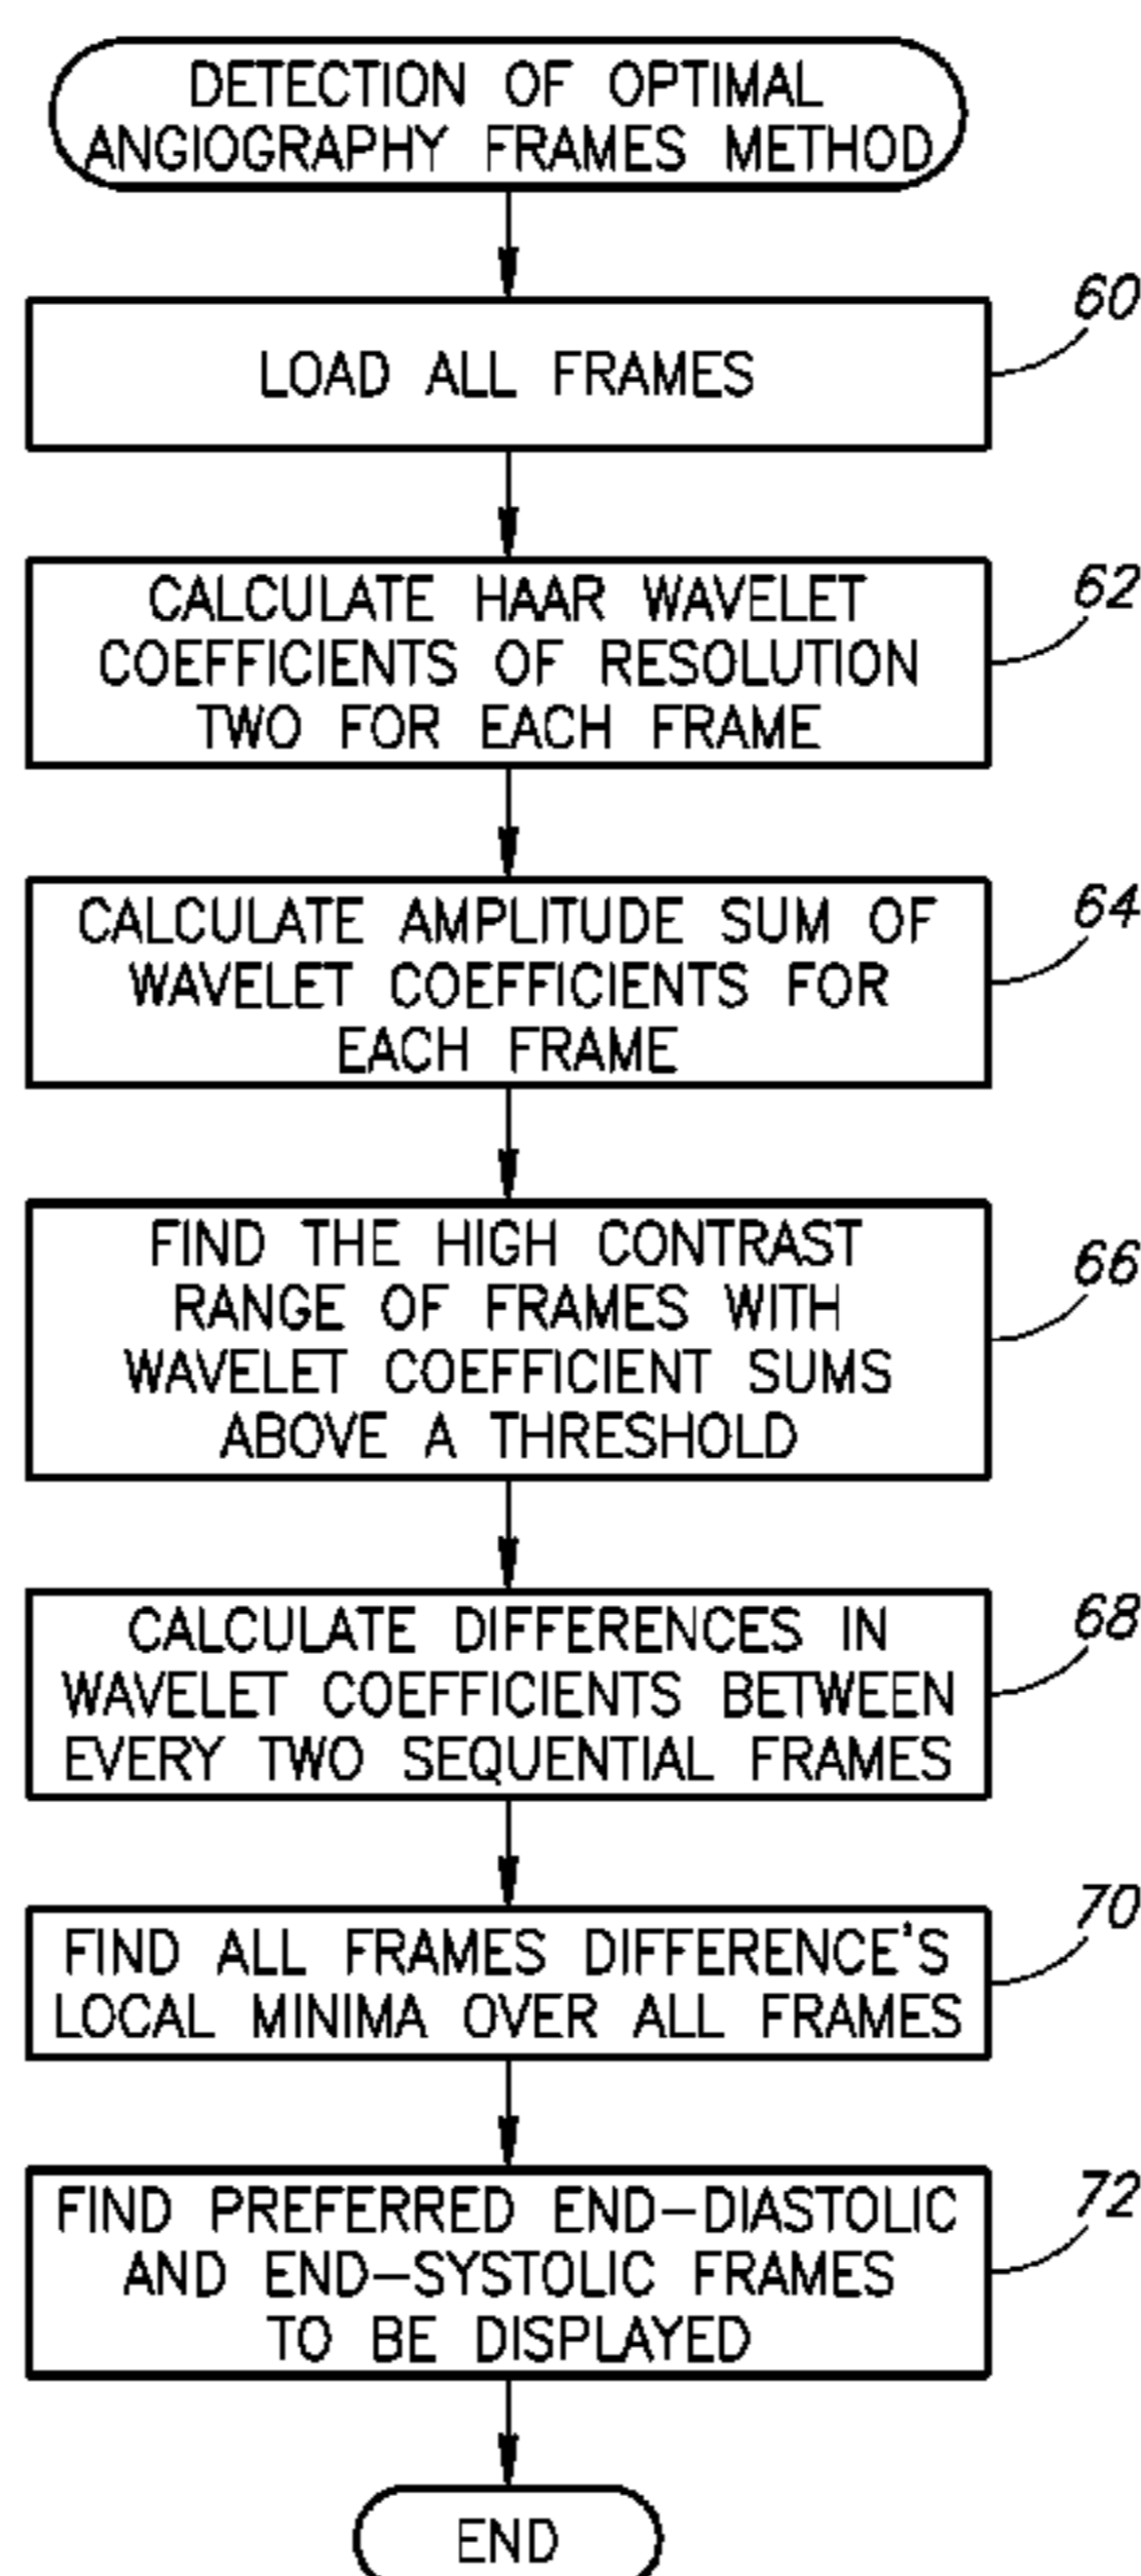 DETECTION OF OPTIMAL
ANGIOGRAPHY FRAMES METHOD
60
LOAD ALL FRAMES
62
CALCULATE HAAR WAVELET
COEFFICIENTS OF RESOLUTION
TWO FOR EACH FRAME
64
CALCULATE AMPLITUDE SUM OF
WAVELET COEFFICIENTS FOR
EACH FRAME
66
FIND THE HIGH CONTRAST
RANGE OF FRAMES WITH
WAVELET COEFFICIENT SUMS
ABOVE A THRESHOLD
68
CALCULATE DIFFERENCES IN
WAVELET COEFFICIENTS BETWEEN
EVERY TWO SEQUENTIAL FRAMES
70
FIND ALL FRAMES DIFFERENCE'S
LOCAL MINIMA OVER ALL FRAMES
72
FIND PREFERRED END-DIASTOLIC
AND END-SYSTOLIC FRAMES
TO BE DISPLAYED
END